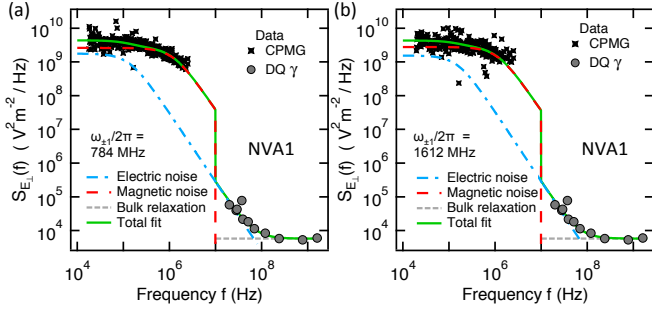 (a)
10^10
10^9
10^8
10^7
10^6
10^5
10^4
S_E⊥(f) ( V²m⁻² / Hz)
Data
CPMG
DQ γ
ω±1/2π =
784 MHz
NVA1
Electric noise
Magnetic noise
Bulk relaxation
Total fit
10^4
10^6
10^8
Frequency f (Hz)
(b)
10^10
10^9
10^8
10^7
10^6
10^5
10^4
S_E⊥(f) ( V²m⁻² / Hz)
Data
CPMG
DQ γ
ω±1/2π =
1612 MHz
NVA1
Electric noise
Magnetic noise
Bulk relaxation
Total fit
10^4
10^6
10^8
Frequency f (Hz)